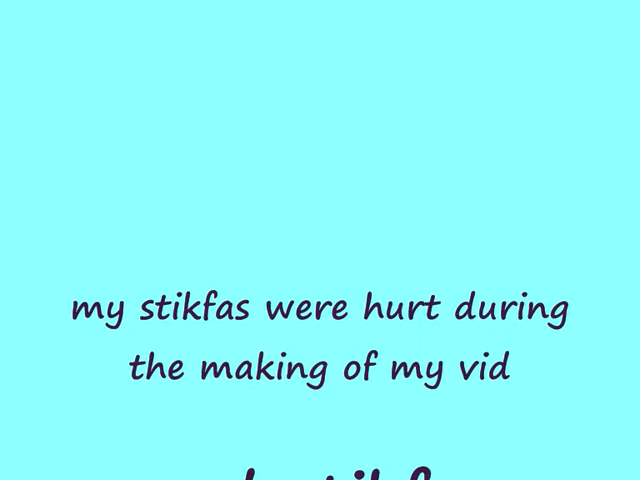 my stikfas were hurt during
the making of my vid